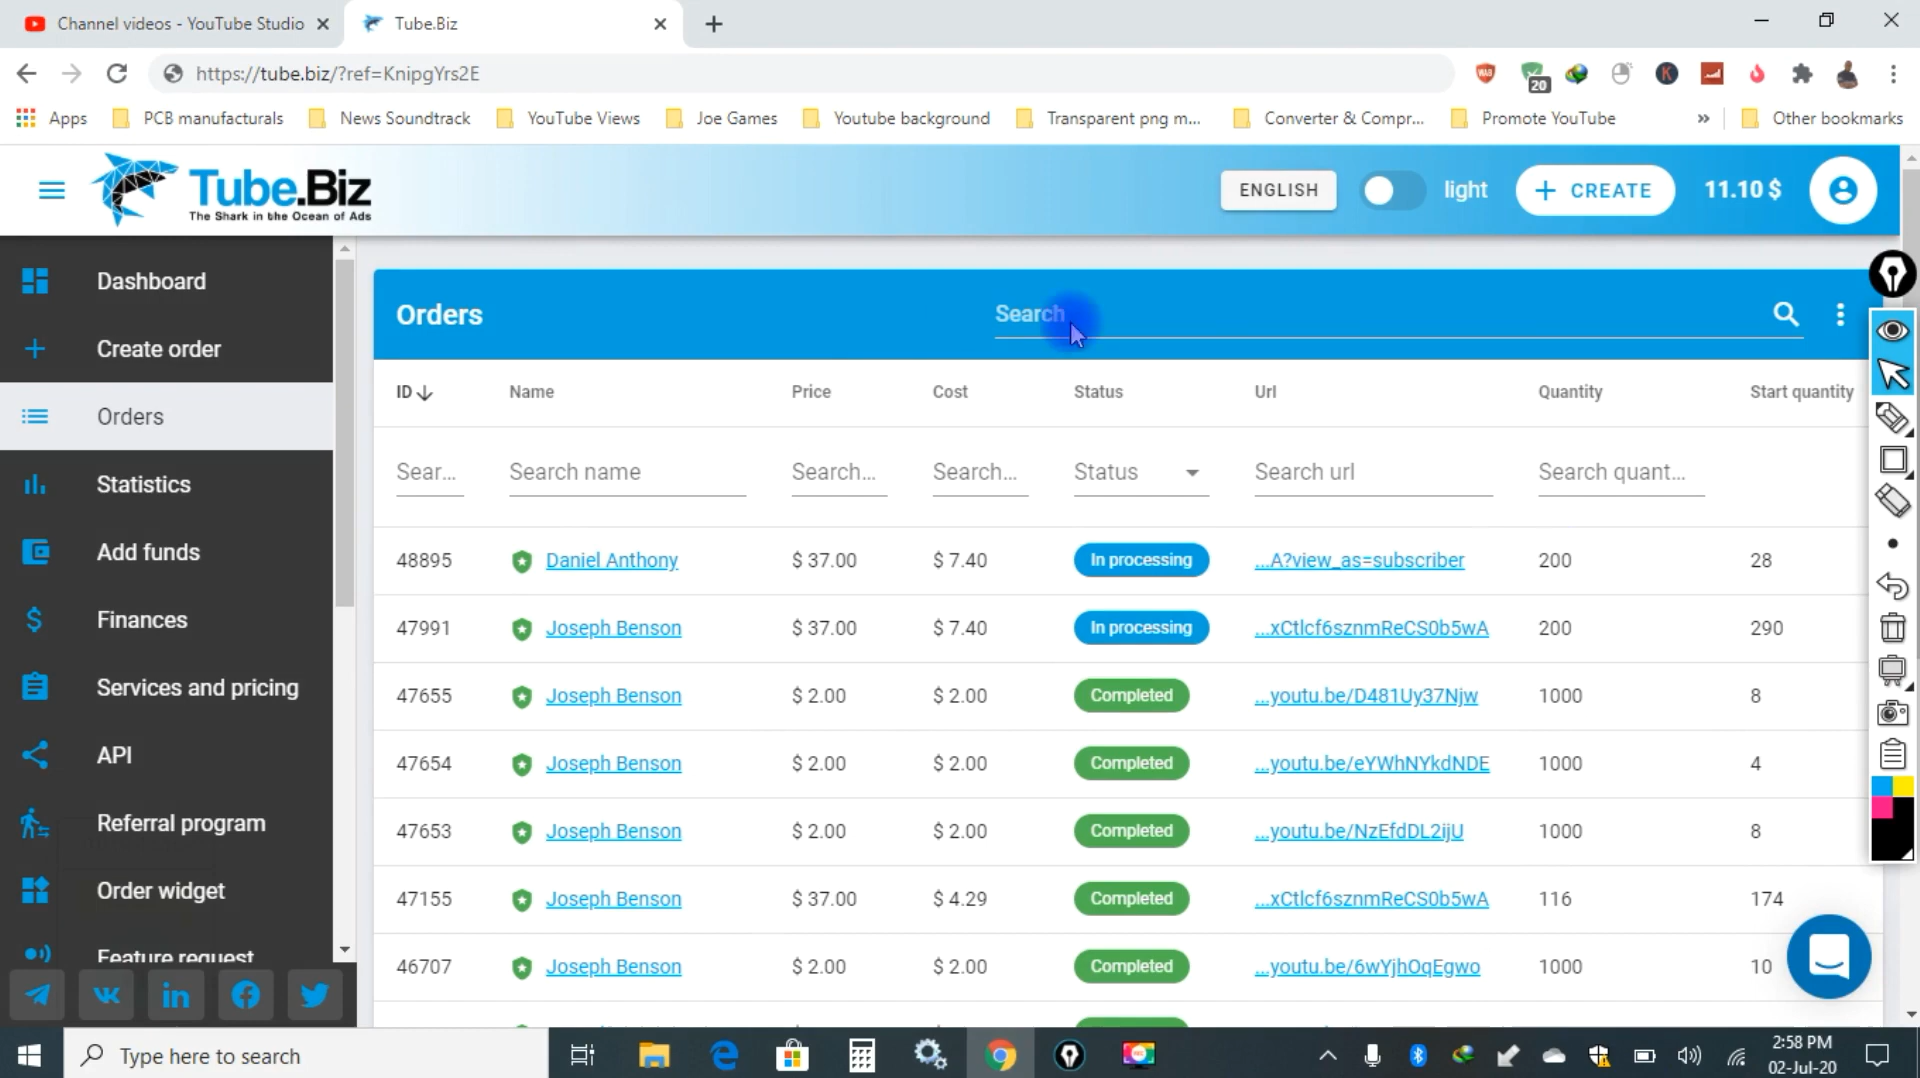 Channel videos - YouTube Studio
Tube.Biz
https://tube.biz/?ref=KnipgYrs2E
20
Apps
PCB manufacturals
News Soundtrack
YouTube Views
Joe Games
Youtube background
Transparent png m...
Converter & Compr...
Promote YouTube
»
Other bookmarks
Tube.Biz
The Shark in the Ocean of Ads
ENGLISH
light
+ CREATE
11.10 $
Dashboard
Create order
Orders
Statistics
Add funds
Finances
Services and pricing
API
Referral program
Order widget
Feature request
Orders
Search
ID Name Price Cost Status Url Quantity Start quantity
Sear... Search name Search... Search... Status Search url Search quant...
48895 Daniel Anthony $ 37.00 $ 7.40 In processing ...A?view_as=subscriber 200 28
47991 Joseph Benson $ 37.00 $ 7.40 In processing ...xCtlcf6sznmReCS0b5wA 200 290
47655 Joseph Benson $ 2.00 $ 2.00 Completed ...youtu.be/D481Uy37Njw 1000 8
47654 Joseph Benson $ 2.00 $ 2.00 Completed ...youtu.be/eYWhNYkdNDE 1000 4
47653 Joseph Benson $ 2.00 $ 2.00 Completed ...youtu.be/NzEfdDL2ijU 1000 8
47155 Joseph Benson $ 37.00 $ 4.29 Completed ...xCtlcf6sznmReCS0b5wA 116 174
46707 Joseph Benson $ 2.00 $ 2.00 Completed ...youtu.be/6wYjhOqEgwo 1000 10
Type here to search
2:58 PM
02-Jul-20